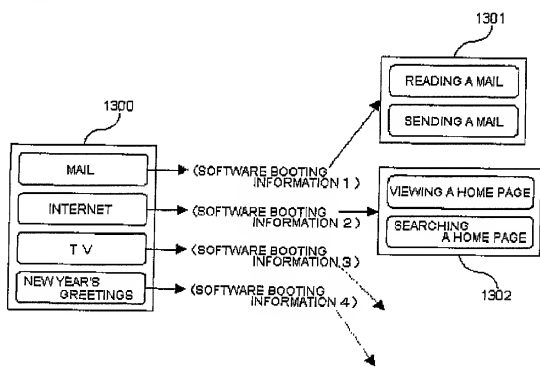 1301
READING A MAIL
SENDING A MAIL
1300
MAIL
(SOFTWARE BOOTING
INFORMATION 1)
INTERNET
(SOFTWARE BOOTING
INFORMATION 2)
VIEWING A HOME PAGE
SEARCHING
A HOME PAGE
TV
(SOFTWARE BOOTING
INFORMATION 3)
NEW YEAR'S
GREETINGS
(SOFTWARE BOOTING
INFORMATION 4)
1302